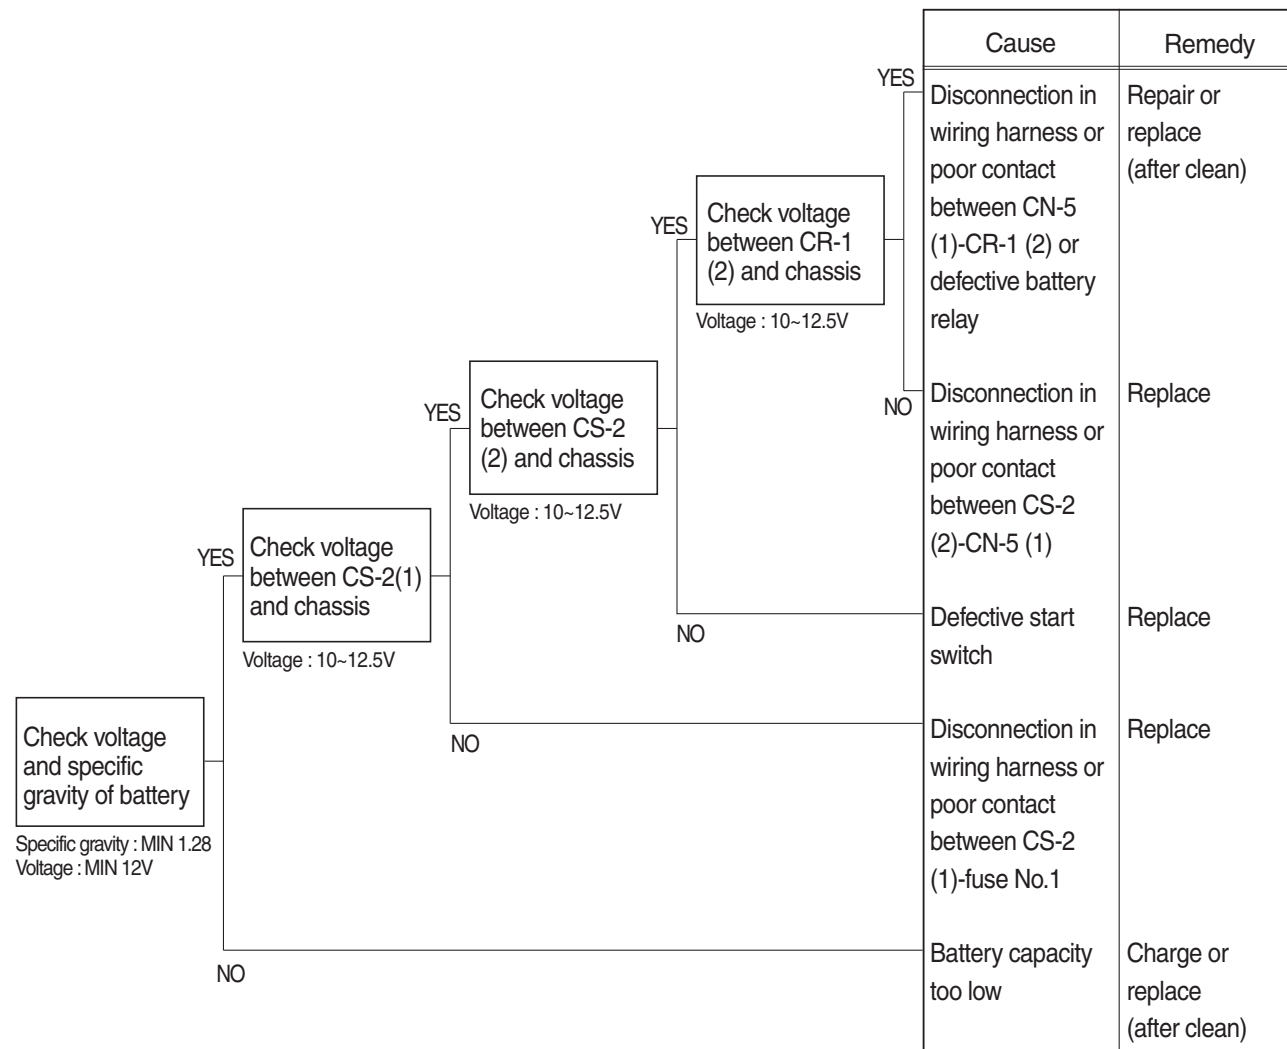 Cause
Remedy
YES
Disconnection in
wiring harness or
poor contact
between CN-5
(1)-CR-1 (2) or
defective battery
relay
Repair or
replace
(after clean)
YES
Check voltage
between CR-1
(2) and chassis
Voltage : 10~12.5V
NO
Disconnection in
wiring harness or
poor contact
between CS-2
(2)-CN-5 (1)
Replace
YES
Check voltage
between CS-2
(2) and chassis
Voltage : 10~12.5V
NO
Defective start
switch
Replace
YES
Check voltage
between CS-2(1)
and chassis
Voltage : 10~12.5V
NO
Disconnection in
wiring harness or
poor contact
between CS-2
(1)-fuse No.1
Replace
Check voltage
and specific
gravity of battery
Specific gravity : MIN 1.28
Voltage : MIN 12V
NO
Battery capacity
too low
Charge or
replace
(after clean)